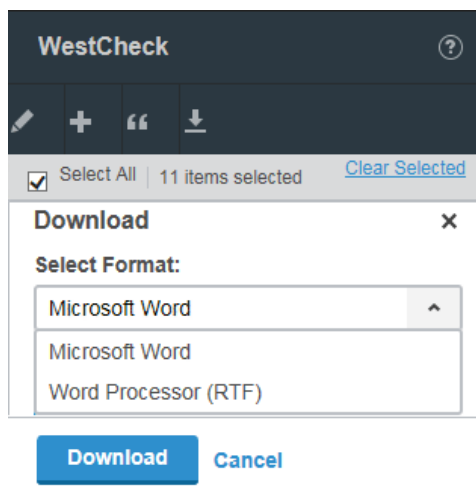 WestCheck
Select All 11 items selected Clear Selected
Download
Select Format:
Microsoft Word
Microsoft Word
Word Processor (RTF)
Download Cancel